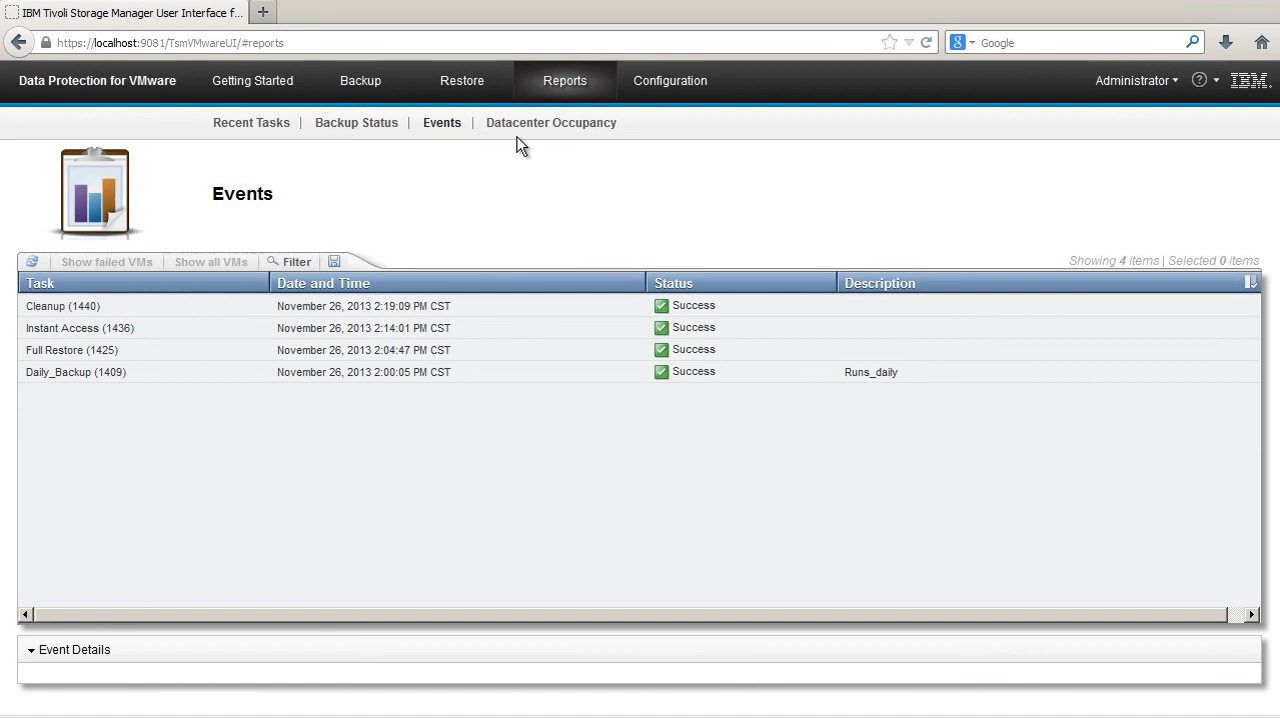 IBM Tivoli Storage Manager User Interface f...
https://localhost:9081/TsmVMwareUI/#reports
Google
Data Protection for VMware Getting Started Backup Restore Reports Configuration Administrator IBM
Recent Tasks | Backup Status | Events | Datacenter Occupancy
Events
Show failed VMs Show all VMs Filter Showing 4 items | Selected 0 items
Task Date and Time Status Description
Cleanup (1440) November 26, 2013 2:19:09 PM CST Success
Instant Access (1436) November 26, 2013 2:14:01 PM CST Success
Full Restore (1425) November 26, 2013 2:04:47 PM CST Success
Daily_Backup (1409) November 26, 2013 2:00:05 PM CST Success Runs_daily
Event Details